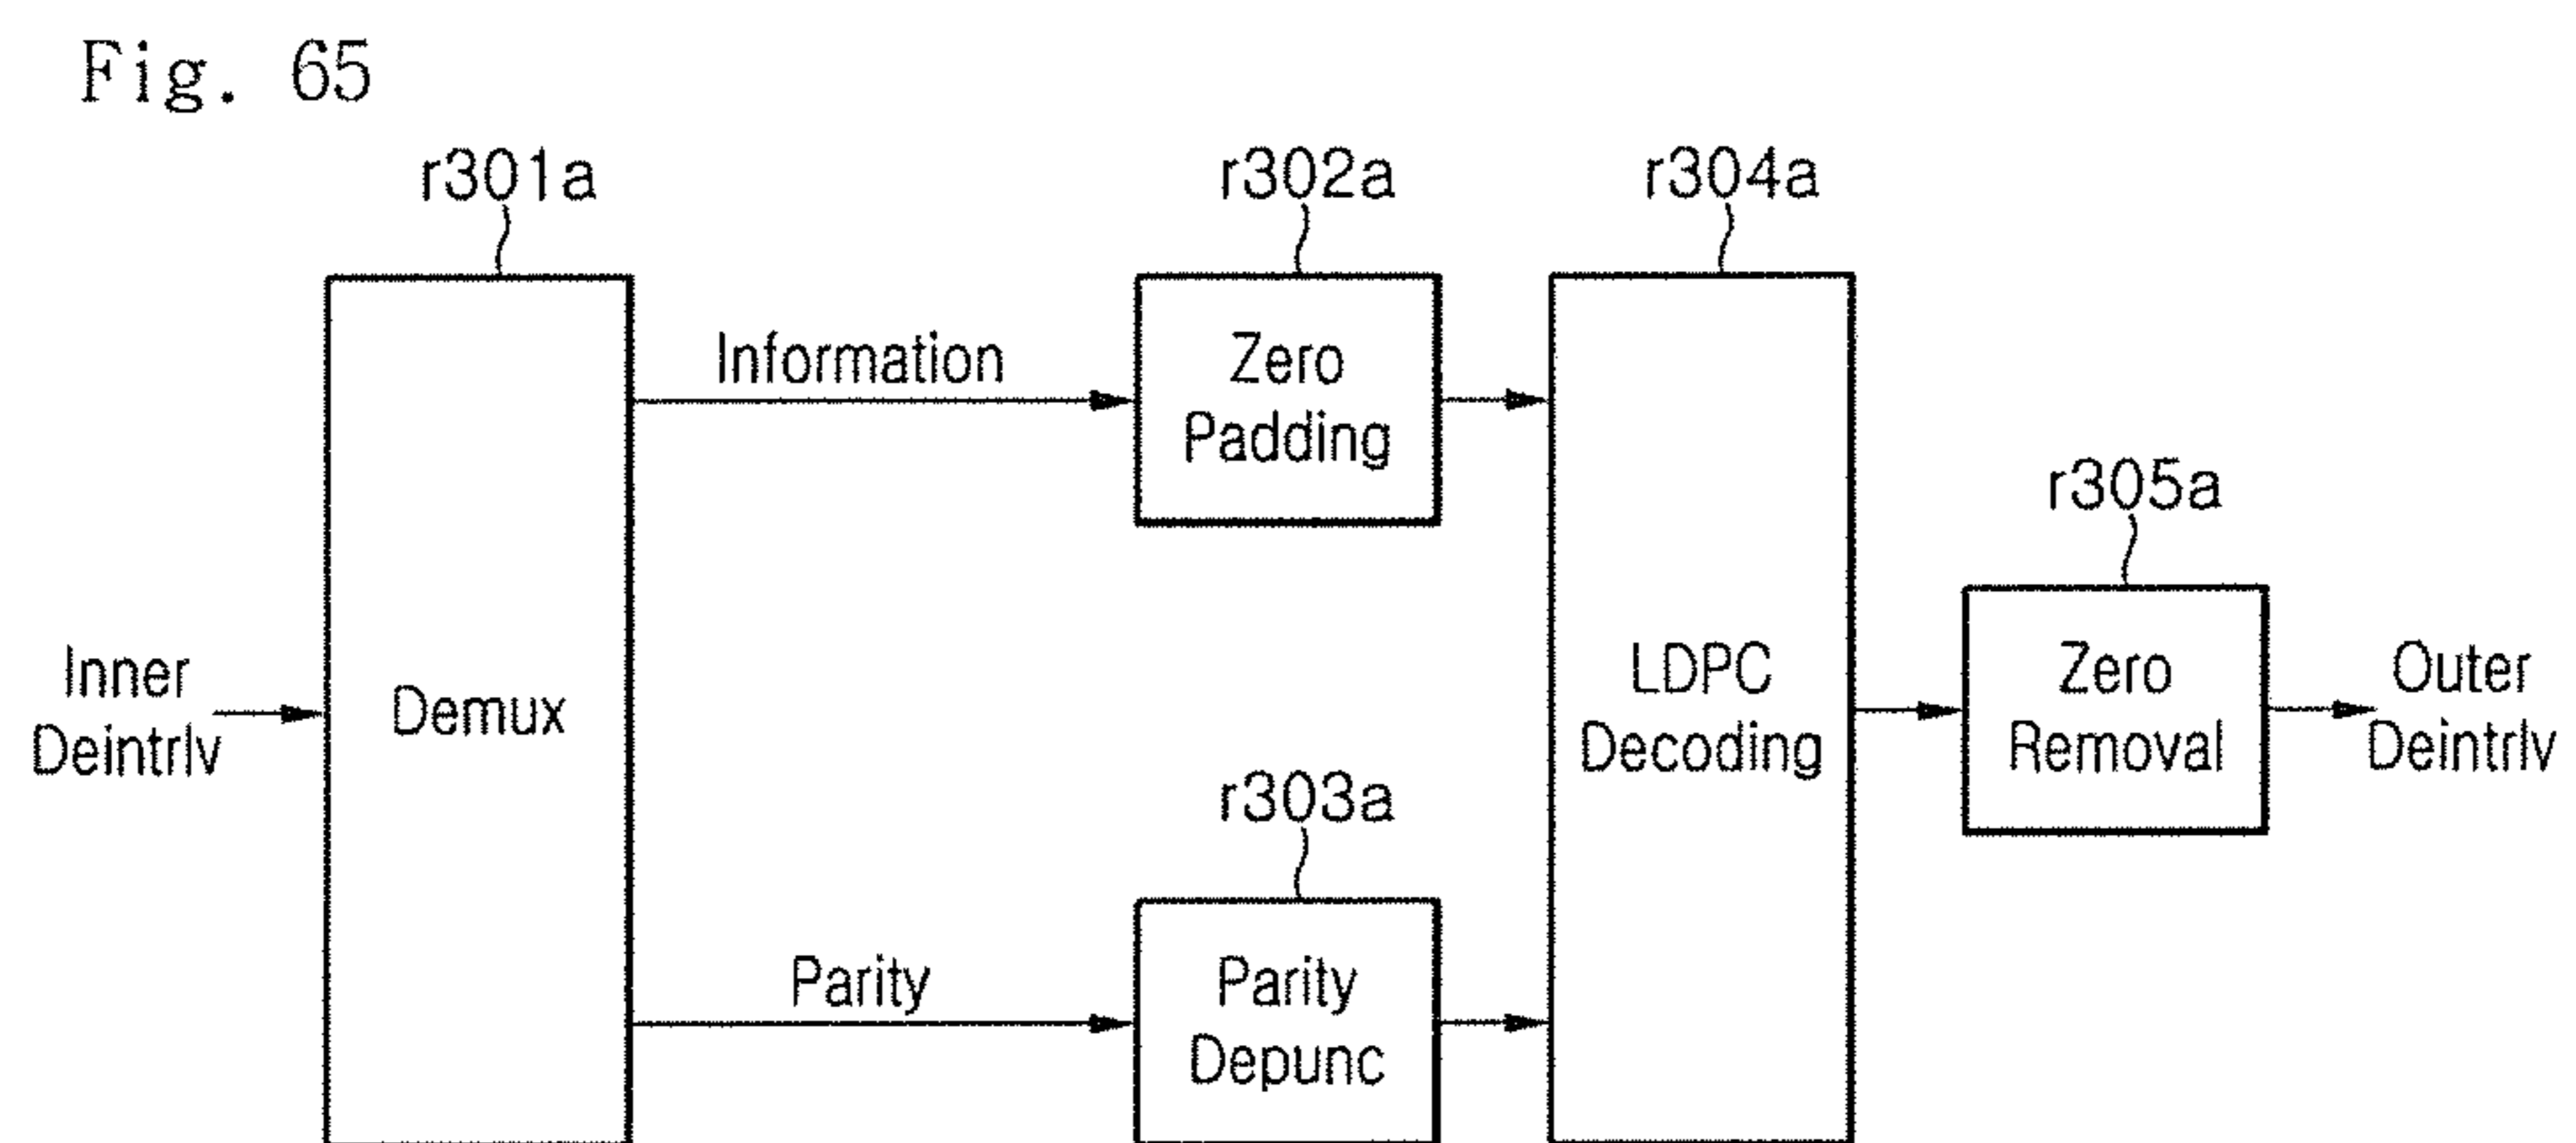 Fig. 65
r301a
r302a
r304a
Information
Zero
Padding
r305a
Inner
Deintrlv
Demux
LDPC
Decoding
Zero
Removal
Outer
Deintrlv
r303a
Parity
Parity
Depunc